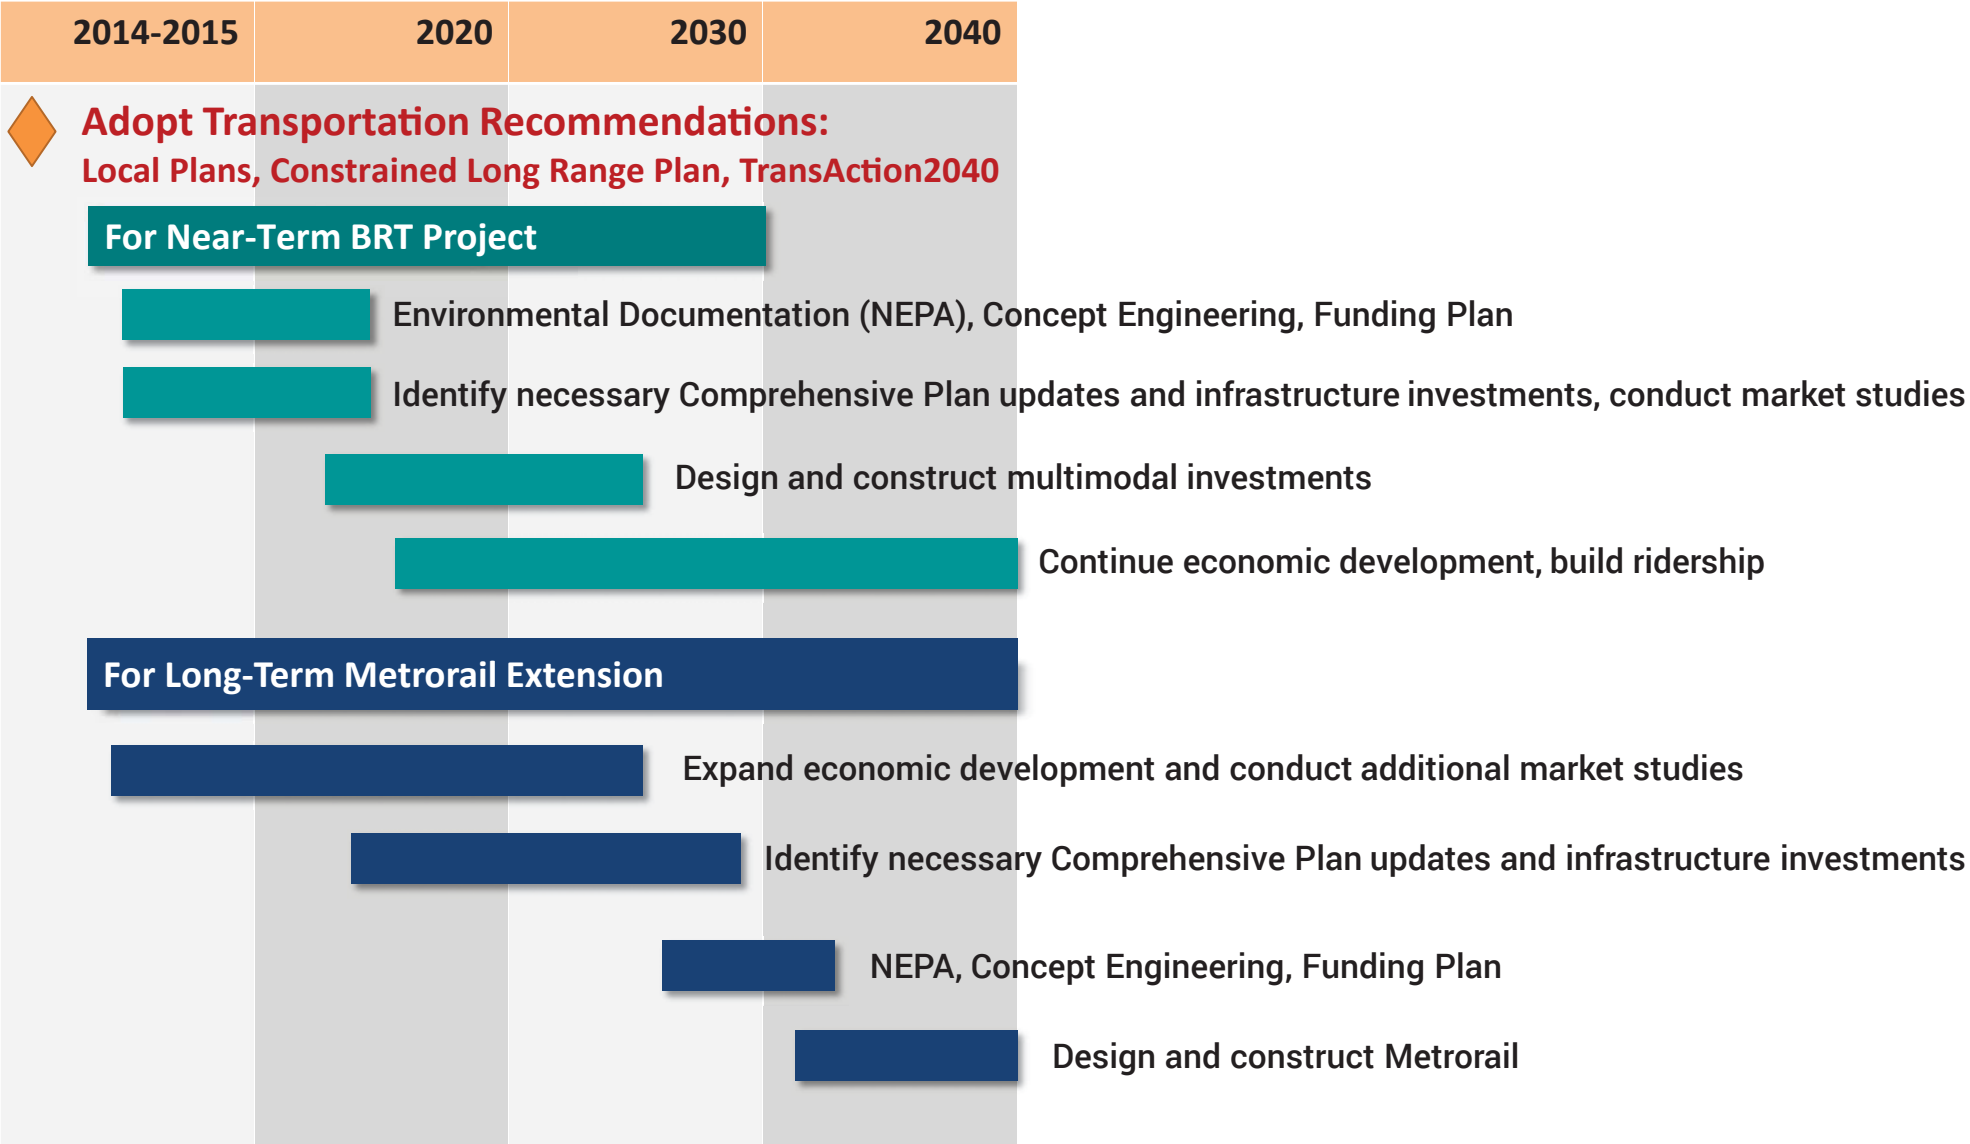 2014-2015 2020 2030 2040
Adopt Transportation Recommendations:
Local Plans, Constrained Long Range Plan, TransAction2040
For Near-Term BRT Project
Environmental Documentation (NEPA), Concept Engineering, Funding Plan
Identify necessary Comprehensive Plan updates and infrastructure investments, conduct market studies
Design and construct multimodal investments
Continue economic development, build ridership
For Long-Term Metrorail Extension
Expand economic development and conduct additional market studies
Identify necessary Comprehensive Plan updates and infrastructure investments
NEPA, Concept Engineering, Funding Plan
Design and construct Metrorail